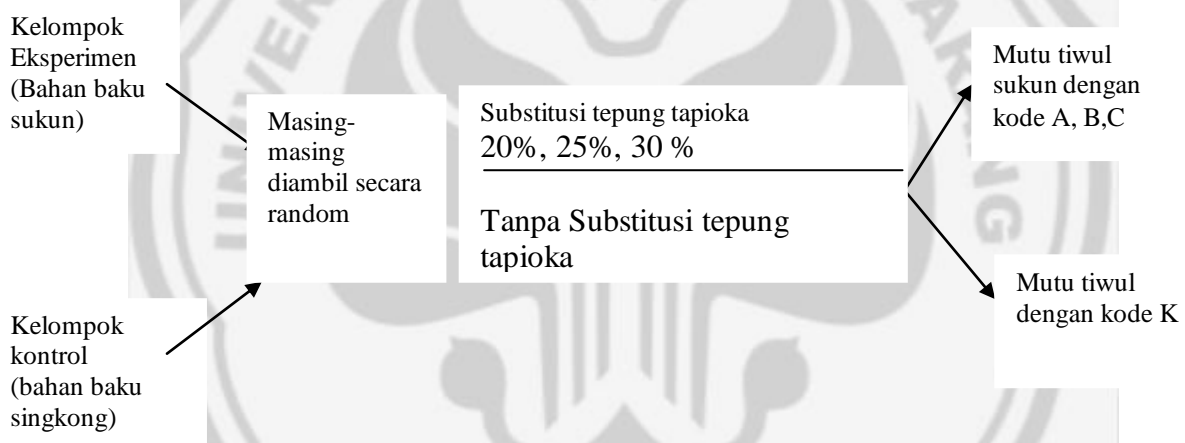 Kelompok
Eksperimen
(Bahan baku
sukun)
Kelompok
kontrol
(bahan baku
singkong)
Masing-
masing
diambil secara
random
Substitusi tepung tapioka
20%, 25%, 30 %
Tanpa Substitusi tepung
tapioka
Mutu tiwul
sukun dengan
kode A, B,C
Mutu tiwul
dengan kode K